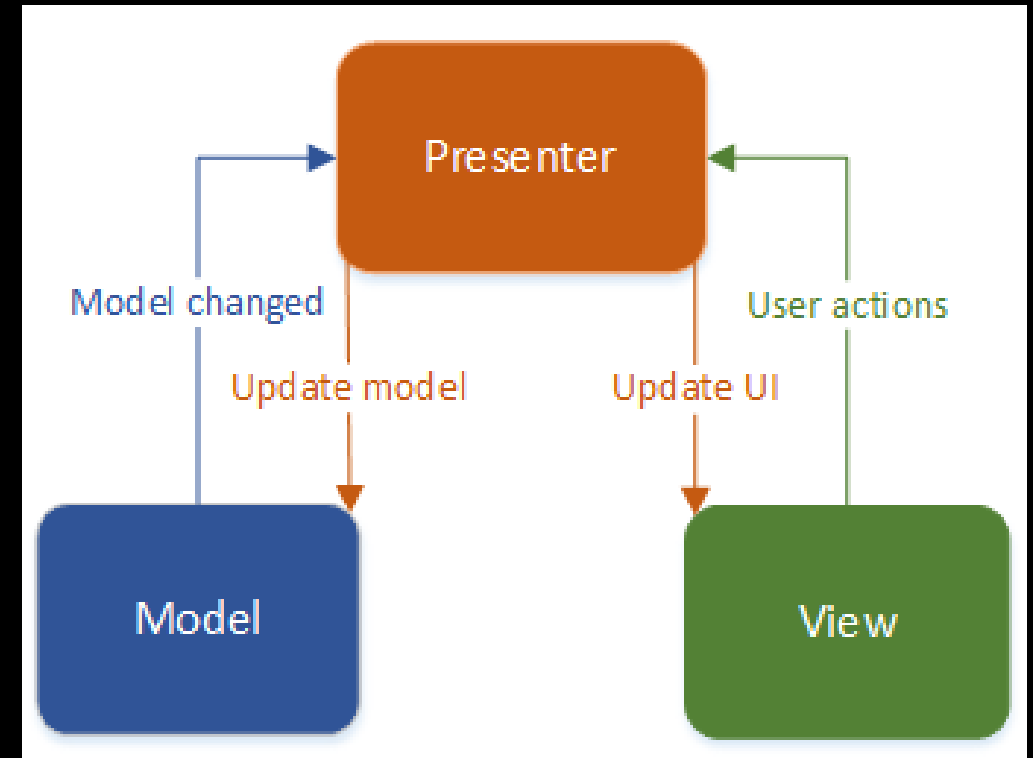 Presenter
Model changed
User actions
Update model
Update UI
Model
View